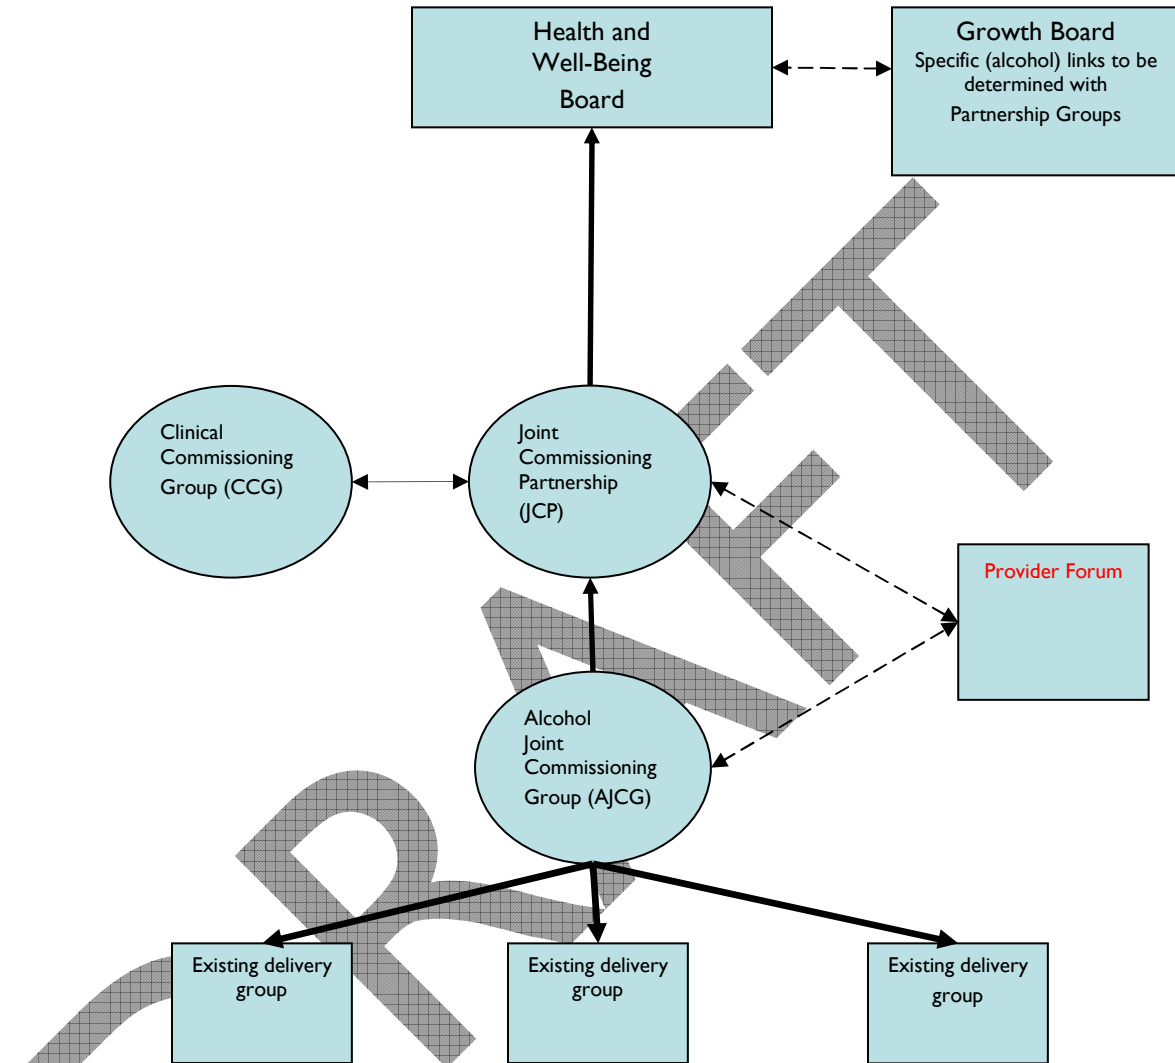 Health and
Well-Being
Board
Growth Board
Specific (alcohol) links to be
determined with
Partnership Groups
Clinical
Commissioning
Group (CCG)
Joint
Commissioning
Partnership
(JCP)
Provider Forum
Alcohol
Joint
Commissioning
Group (AJCG)
Existing delivery
group
Existing delivery
group
Existing delivery
group
DRAFT